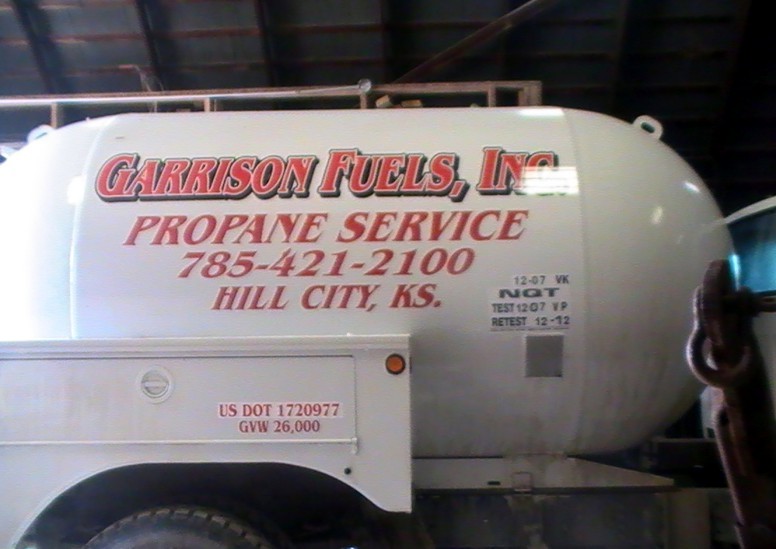 GARRISON FUELS, INC.
PROPANE SERVICE
785-421-2100
HILL CITY, KS.
12-07 VK
NQT
TEST 12-07 VP
RETEST 12-12
US DOT 1720977
GVW 26,000